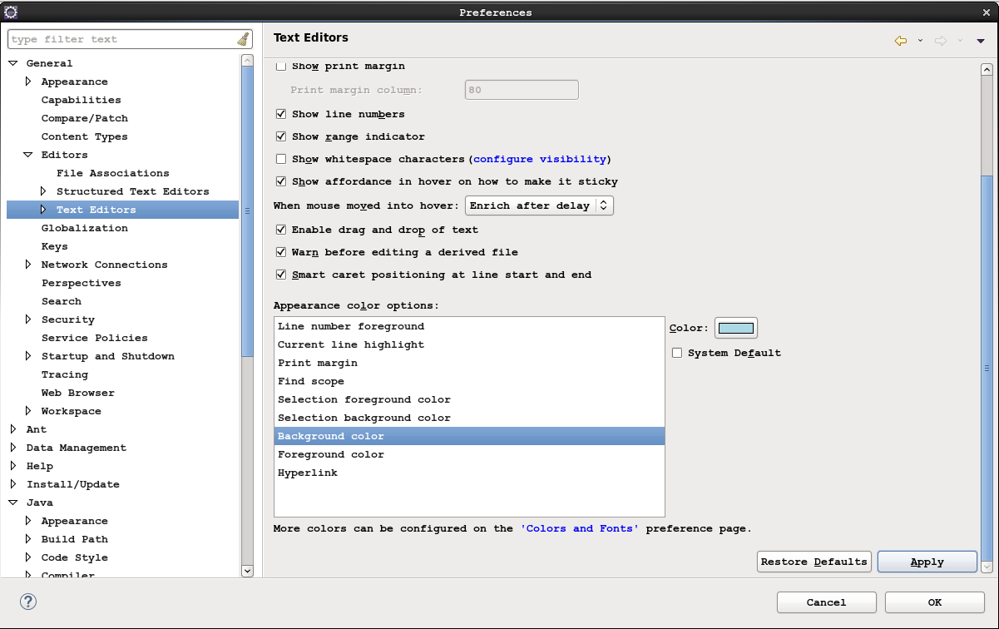 Preferences
type filter text
General
Appearance
Capabilities
Compare/Patch
Content Types
Editors
File Associations
Structured Text Editors
Text Editors
Globalization
Keys
Network Connections
Perspectives
Search
Security
Service Policies
Startup and Shutdown
Tracing
Web Browser
Workspace
Ant
Data Management
Help
Install/Update
Java
Appearance
Build Path
Code Style
Compiler
Text Editors
Show print margin
Print margin column: 80
Show line numbers
Show range indicator
Show whitespace characters (configure visibility)
Show affordance in hover on how to make it sticky
When mouse moved into hover: Enrich after delay
Enable drag and drop of text
Warn before editing a derived file
Smart caret positioning at line start and end
Appearance color options:
Line number foreground
Current line highlight
Print margin
Find scope
Selection foreground color
Selection background color
Background color
Foreground color
Hyperlink
Color:
System Default
More colors can be configured on the 'Colors and Fonts' preference page.
Restore Defaults Apply
? Cancel OK